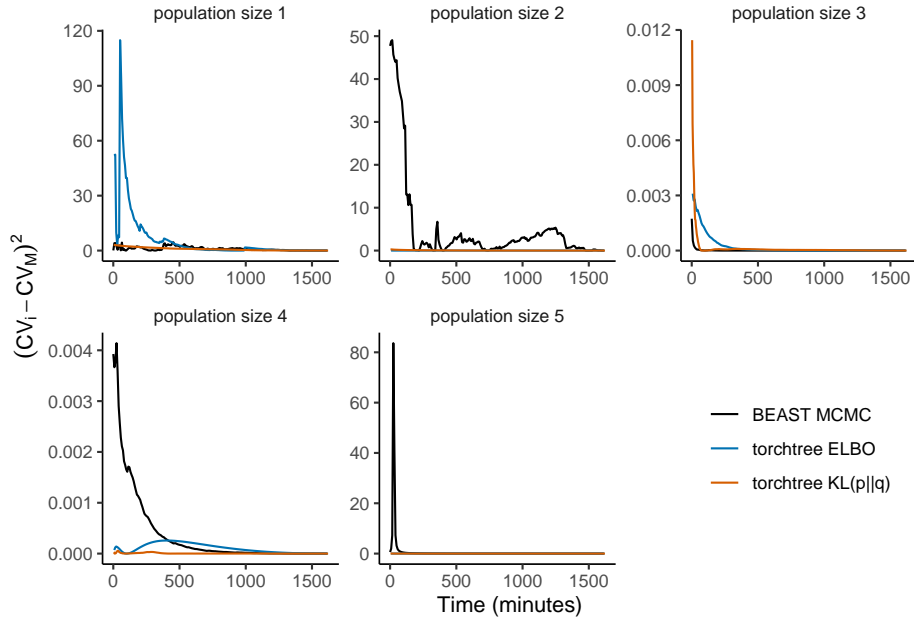 population size 1
population size 2
population size 3
120
90
60
30
0
0 500 1000 1500
50
40
30
20
10
0
0 500 1000 1500
0.012
0.009
0.006
0.003
0.000
0 500 1000 1500
(CV_i − CV_M)^2
population size 4
population size 5
0.004
0.003
0.002
0.001
0.000
0 500 1000 1500
80
60
40
20
0
0 500 1000 1500
BEAST MCMC
torchtree ELBO
torchtree KL(p||q)
Time (minutes)